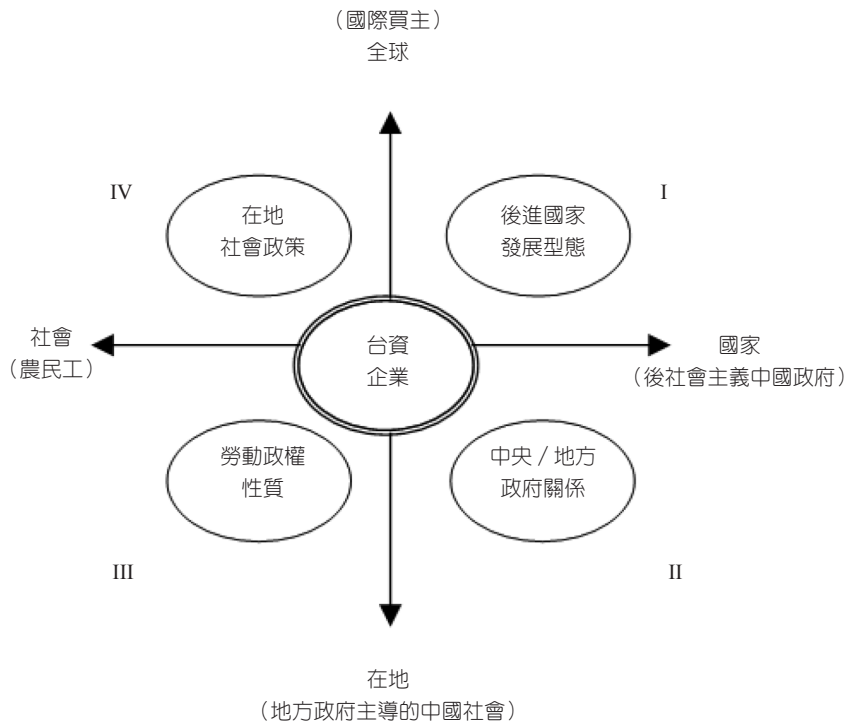 （國際買主）
全球
IV
I
在地
社會政策
後進國家
發展型態
社會
（農民工）
台資
企業
國家
（後社會主義中國政府）
勞動政權
性質
中央 / 地方
政府關係
III
II
在地
（地方政府主導的中國社會）